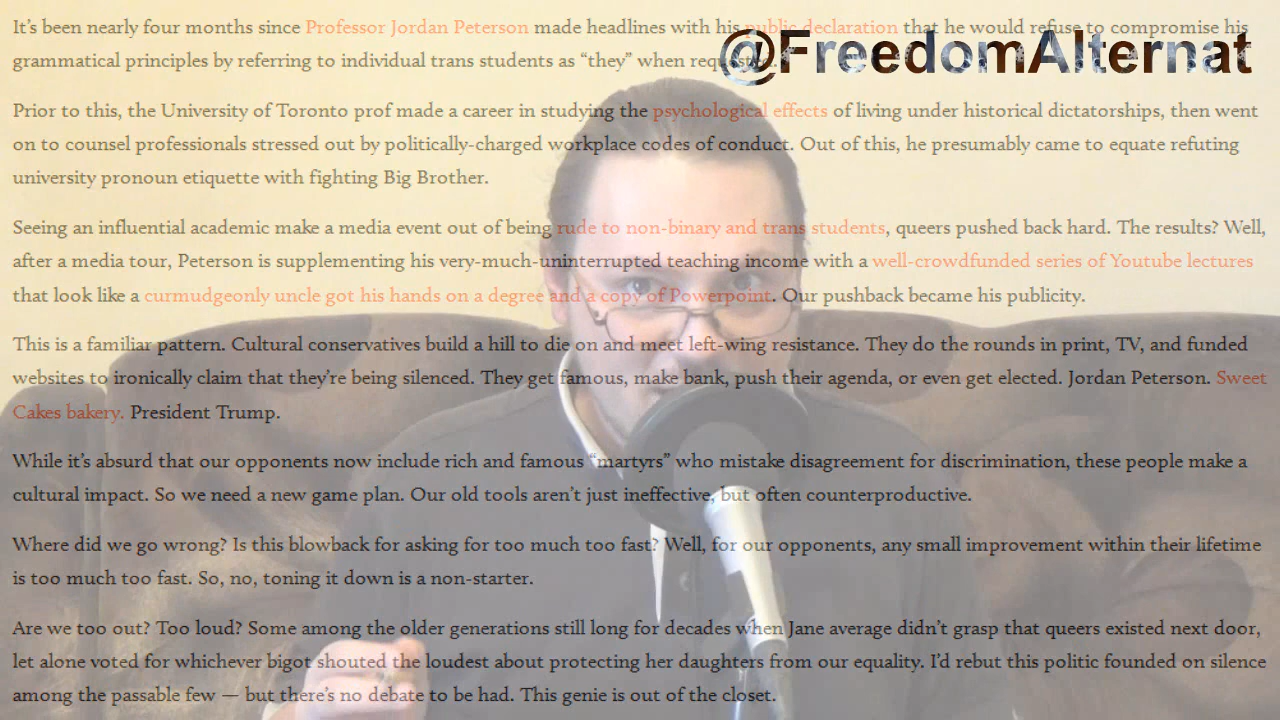 It’s been nearly four months since Professor Jordan Peterson made headlines with his public declaration that he would refuse to compromise his
grammatical principles by referring to individual trans students as “they” when requested.
@FreedomAlternat
Prior to this, the University of Toronto prof made a career in studying the psychological effects of living under historical dictatorships, then went
on to counsel professionals stressed out by politically-charged workplace codes of conduct. Out of this, he presumably came to equate refuting
university pronoun etiquette with fighting Big Brother.
Seeing an influential academic make a media event out of being rude to non-binary and trans students, queers pushed back hard. The results? Well,
after a media tour, Peterson is supplementing his very-much-uninterrupted teaching income with a well-crowdfunded series of Youtube lectures
that look like a curmudgeonly uncle got his hands on a degree and a copy of Powerpoint. Our pushback became his publicity.
This is a familiar pattern. Cultural conservatives build a hill to die on and meet left-wing resistance. They do the rounds in print, TV, and funded
websites to ironically claim that they’re being silenced. They get famous, make bank, push their agenda, or even get elected. Jordan Peterson. Sweet
Cakes bakery. President Trump.
While it’s absurd that our opponents now include rich and famous “martyrs” who mistake disagreement for discrimination, these people make a
cultural impact. So we need a new game plan. Our old tools aren’t just ineffective, but often counterproductive.
Where did we go wrong? Is this blowback for asking for too much too fast? Well, for our opponents, any small improvement within their lifetime
is too much too fast. So, no, toning it down is a non-starter.
Are we too out? Too loud? Some among the older generations still long for decades when Jane average didn’t grasp that queers existed next door,
let alone voted for whichever bigot shouted the loudest about protecting her daughters from our equality. I’d rebut this politic founded on silence
among the passable few — but there’s no debate to be had. This genie is out of the closet.